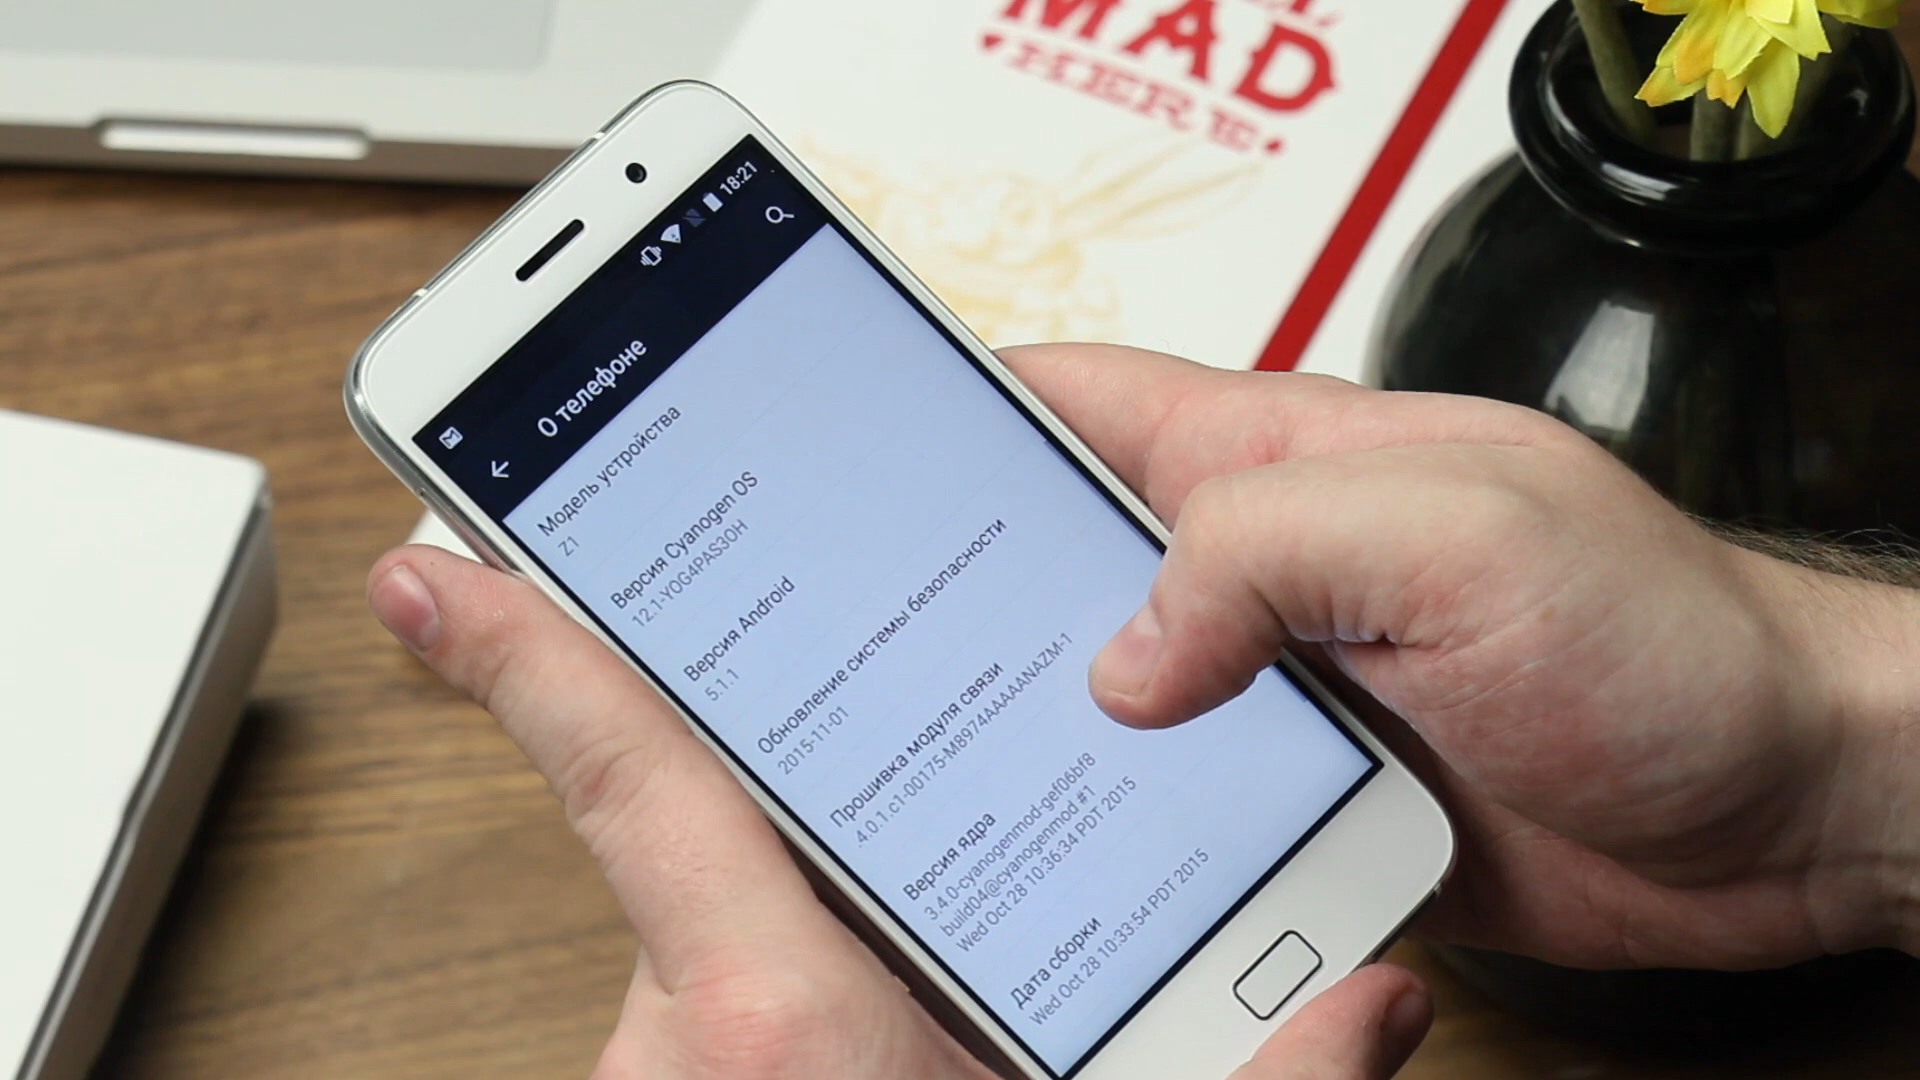 MAD
HERE
18:21
О телефоне
Модель устройства
Z1
Версия Cyanogen OS
12.1-YOG4PAS3OH
Версия Android
5.1.1
Обновление системы безопасности
2015-11-01
Прошивка модуля связи
.4.0.1.c1-00175-M8974AAAAANAZM-1
Версия ядра
3.4.0-cyanogenmod-gef06bf8
build04@cyanogenmod #1
Wed Oct 28 10:36:34 PDT 2015
Дата сборки
Wed Oct 28 10:33:54 PDT 2015